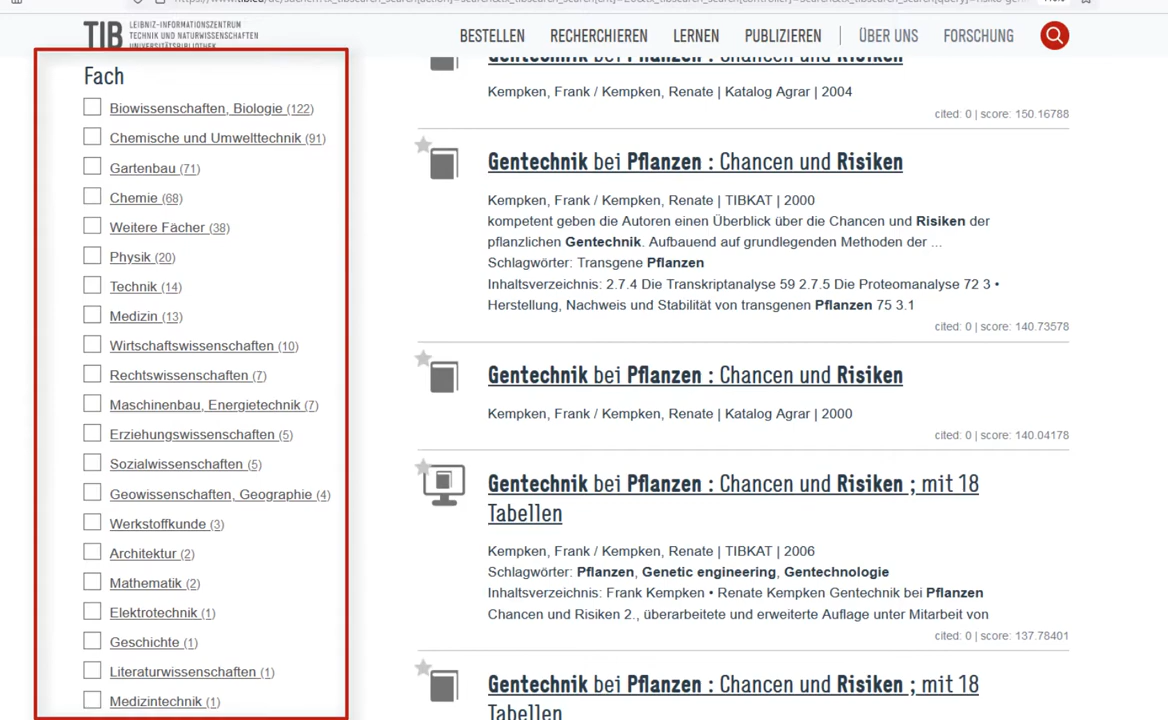 TIB LEIBNIZ-INFORMATIONSZENTRUM
TECHNIK UND NATURWISSENSCHAFTEN
UNIVERSITÄTSBIBLIOTHEK
BESTELLEN RECHERCHIEREN LERNEN PUBLIZIEREN | ÜBER UNS FORSCHUNG
Fach
Biowissenschaften, Biologie (122)
Chemische und Umwelttechnik (91)
Gartenbau (71)
Chemie (68)
Weitere Fächer (38)
Physik (20)
Technik (14)
Medizin (13)
Wirtschaftswissenschaften (10)
Rechtswissenschaften (7)
Maschinenbau, Energietechnik (7)
Erziehungswissenschaften (5)
Sozialwissenschaften (5)
Geowissenschaften, Geographie (4)
Werkstoffkunde (3)
Architektur (2)
Mathematik (2)
Elektrotechnik (1)
Geschichte (1)
Literaturwissenschaften (1)
Medizintechnik (1)
Gentechnik bei Pflanzen : Chancen und Risiken
Kempken, Frank / Kempken, Renate | Katalog Agrar | 2004
cited: 0 | score: 150.16788
Gentechnik bei Pflanzen : Chancen und Risiken
Kempken, Frank / Kempken, Renate | TIBKAT | 2000
kompetent geben die Autoren einen Überblick über die Chancen und Risiken der
pflanzlichen Gentechnik. Aufbauend auf grundlegenden Methoden der ...
Schlagwörter: Transgene Pflanzen
Inhaltsverzeichnis: 2.7.4 Die Transkriptanalyse 59 2.7.5 Die Proteomanalyse 72 3 •
Herstellung, Nachweis und Stabilität von transgenen Pflanzen 75 3.1
cited: 0 | score: 140.73578
Gentechnik bei Pflanzen : Chancen und Risiken
Kempken, Frank / Kempken, Renate | Katalog Agrar | 2000
cited: 0 | score: 140.04178
Gentechnik bei Pflanzen : Chancen und Risiken ; mit 18
Tabellen
Kempken, Frank / Kempken, Renate | TIBKAT | 2006
Schlagwörter: Pflanzen, Genetic engineering, Gentechnologie
Inhaltsverzeichnis: Frank Kempken • Renate Kempken Gentechnik bei Pflanzen
Chancen und Risiken 2., überarbeitete und erweiterte Auflage unter Mitarbeit von
cited: 0 | score: 137.78401
Gentechnik bei Pflanzen : Chancen und Risiken ; mit 18
Tabellen